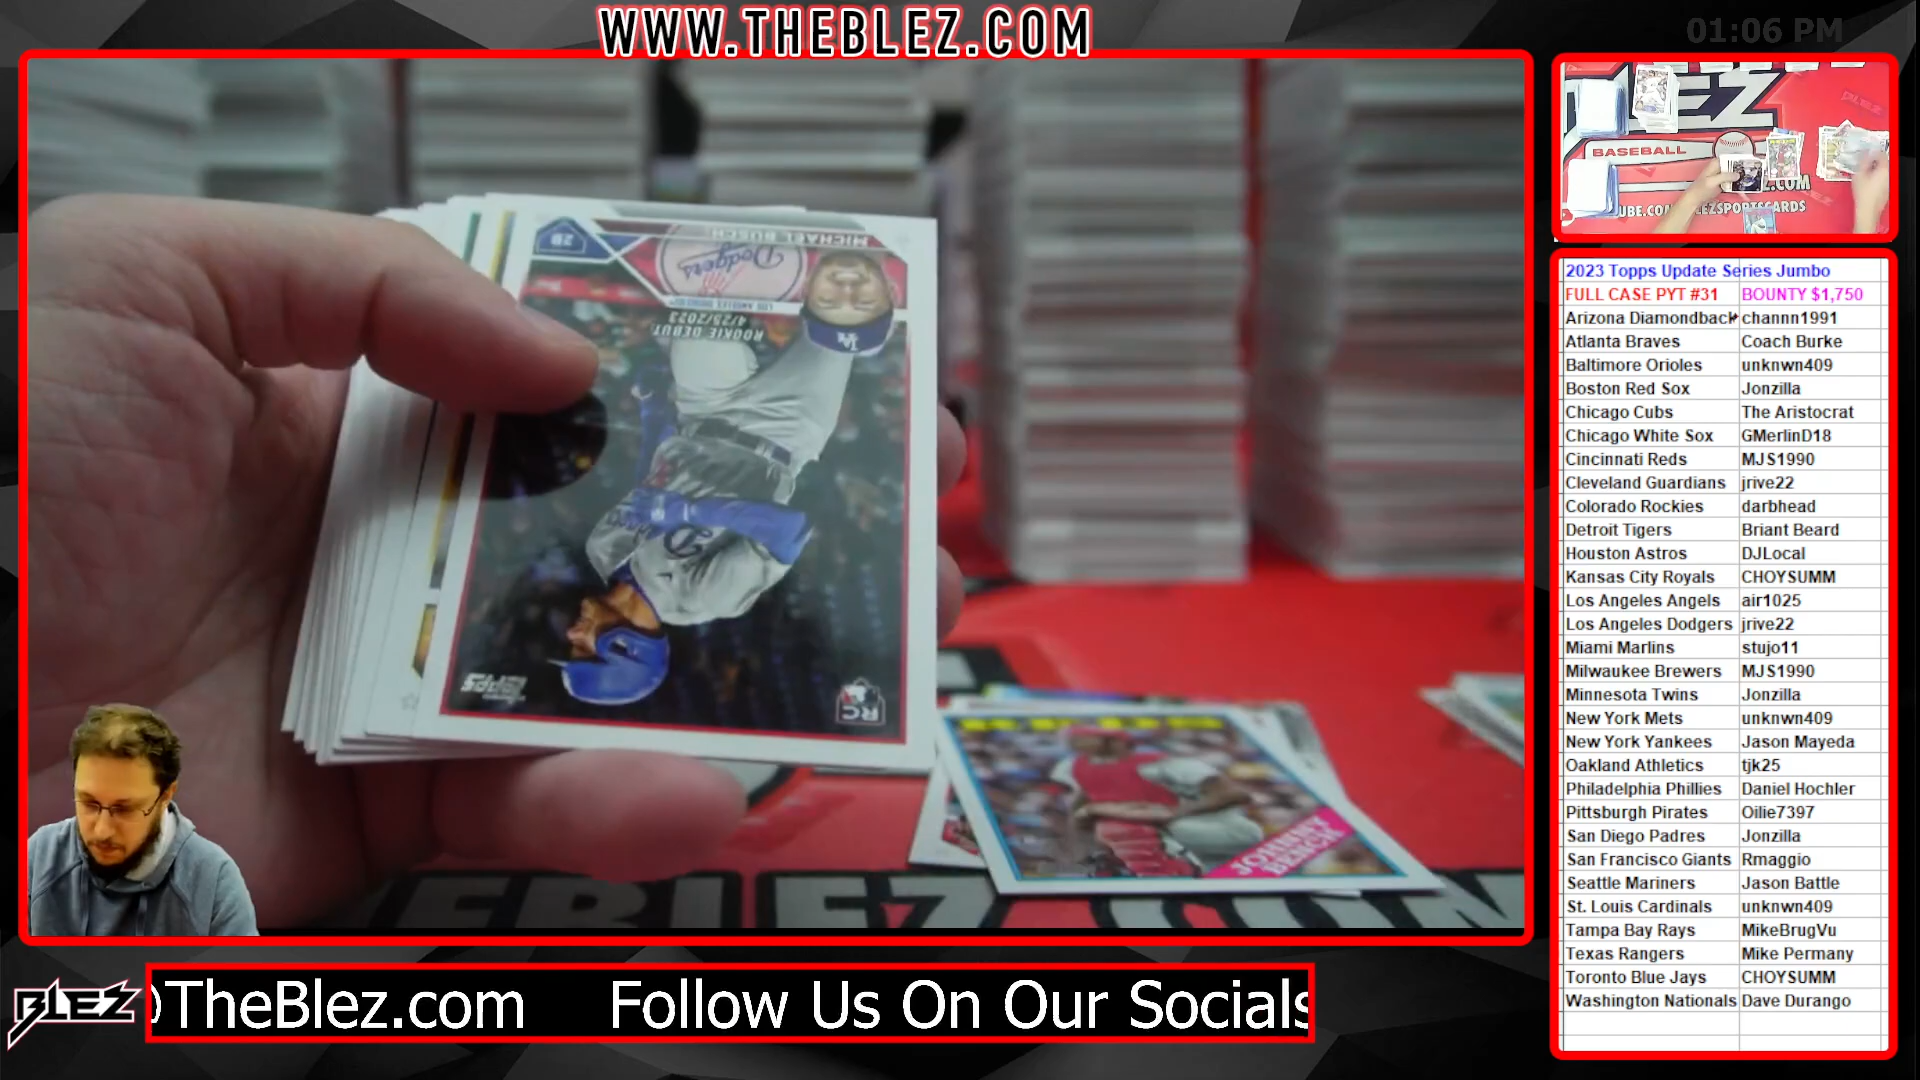 WWW.THEBLEZ.COM
01:06 PM
BASEBALL
MICHAEL BUSCH
2B
Dodgers
LOS ANGELES DODGERS
ROOKIE DEBUT
4/25/2023
LA
TOPPS
RC
JOHNNY
BENCH
2023 Topps Update Series Jumbo
FULL CASE PYT #31 BOUNTY $1,750
Arizona Diamondback channn1991
Atlanta Braves Coach Burke
Baltimore Orioles unknwn409
Boston Red Sox Jonzilla
Chicago Cubs The Aristocrat
Chicago White Sox GMerlinD18
Cincinnati Reds MJS1990
Cleveland Guardians jrive22
Colorado Rockies darbhead
Detroit Tigers Briant Beard
Houston Astros DJLocal
Kansas City Royals CHOYSUMM
Los Angeles Angels air1025
Los Angeles Dodgers jrive22
Miami Marlins stujo11
Milwaukee Brewers MJS1990
Minnesota Twins Jonzilla
New York Mets unknwn409
New York Yankees Jason Mayeda
Oakland Athletics tjk25
Philadelphia Phillies Daniel Hochler
Pittsburgh Pirates Oilie7397
San Diego Padres Jonzilla
San Francisco Giants Rmaggio
Seattle Mariners Jason Battle
St. Louis Cardinals unknwn409
Tampa Bay Rays MikeBrugVu
Texas Rangers Mike Permany
Toronto Blue Jays CHOYSUMM
Washington Nationals Dave Durango
BLEZ
@TheBlez.com Follow Us On Our Socials